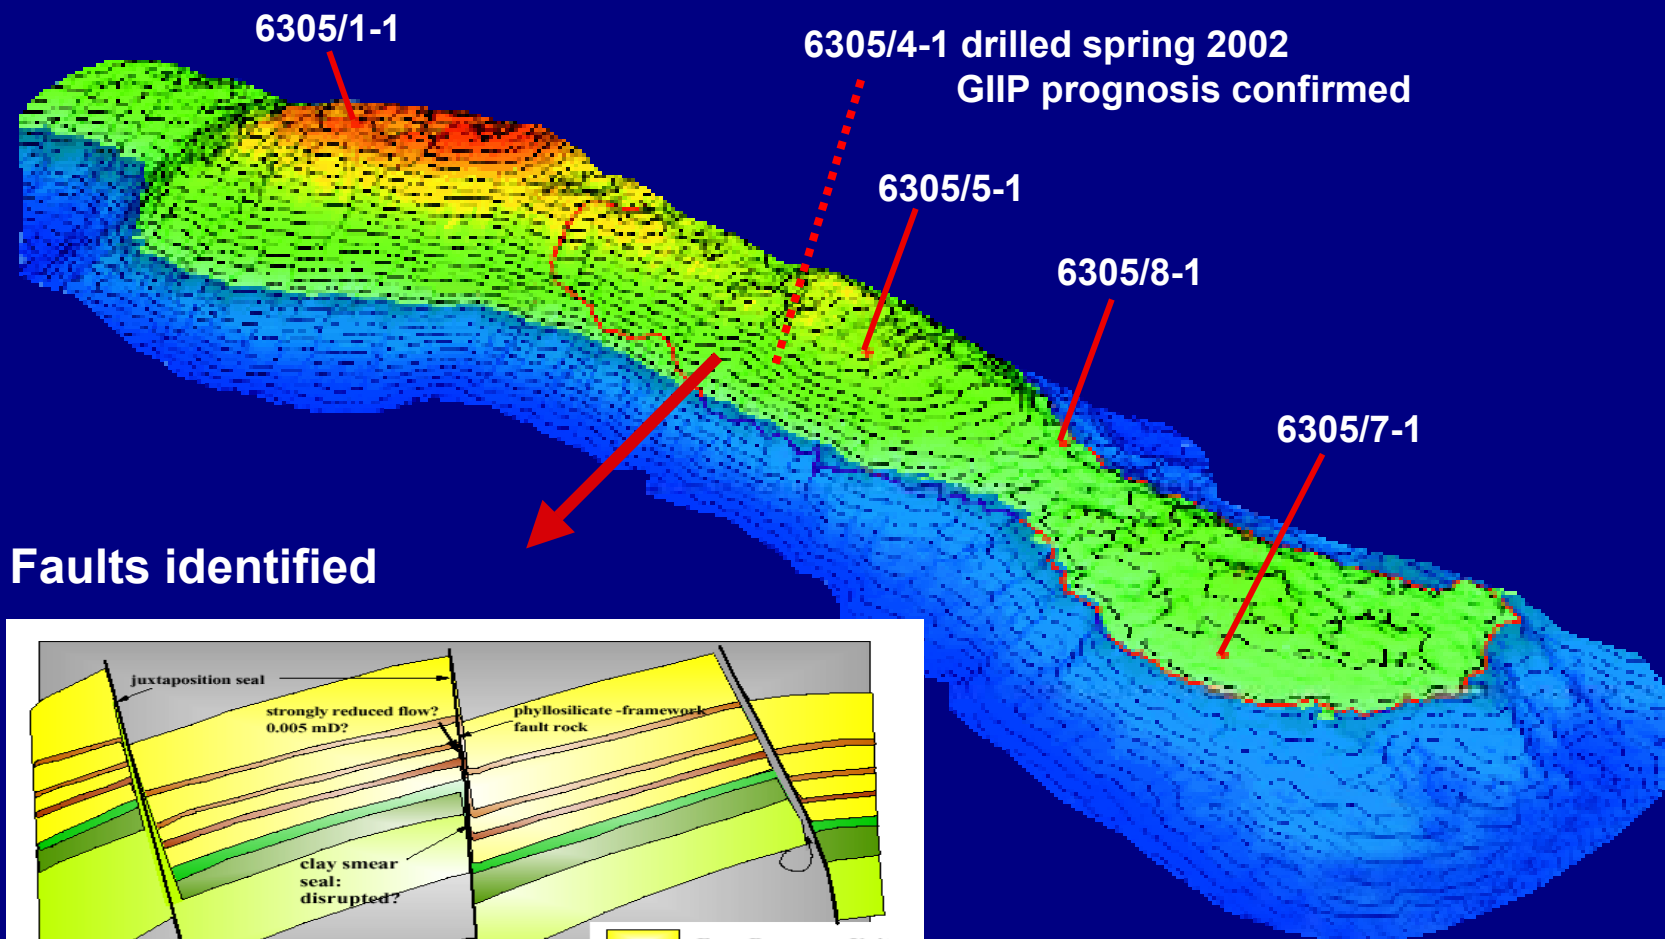 6305/1-1
6305/4-1 drilled spring 2002
GIIP prognosis confirmed
6305/5-1
6305/8-1
6305/7-1
Faults identified
juxtaposition seal
strongly reduced flow?
0.005 mD?
phyllosilicate -framework
fault rock
clay smear
seal:
disrupted?